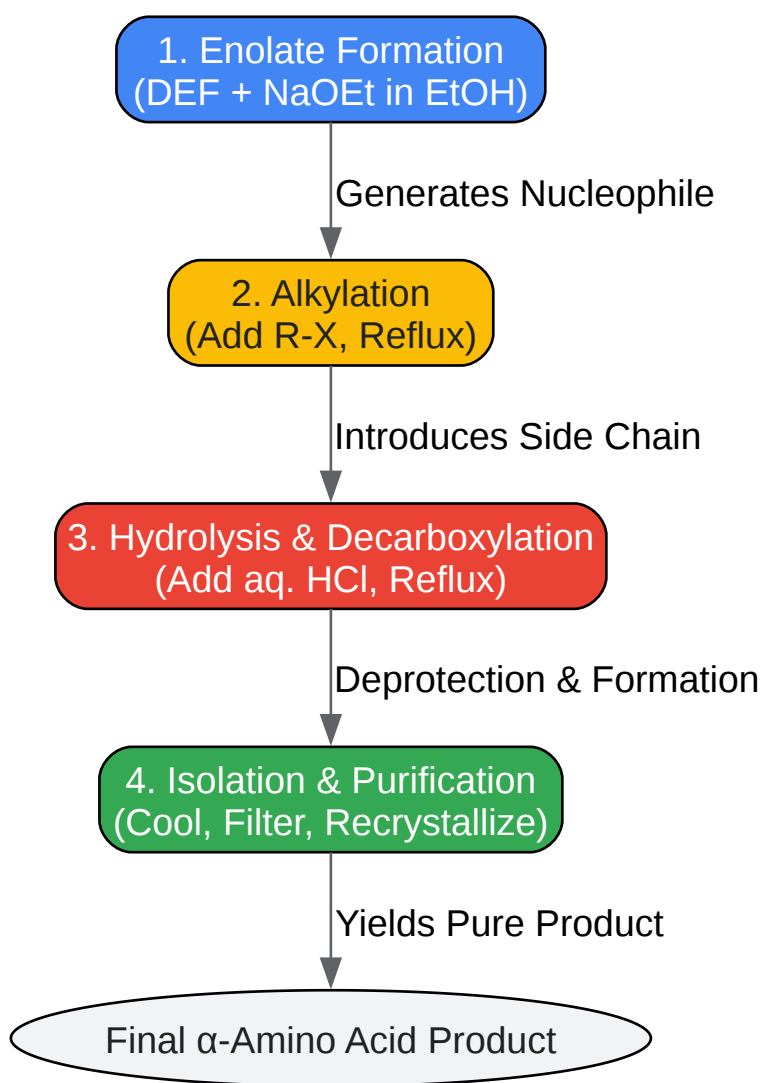 1. Enolate Formation
(DEF + NaOEt in EtOH)
Generates Nucleophile
2. Alkylation
(Add R-X, Reflux)
Introduces Side Chain
3. Hydrolysis & Decarboxylation
(Add aq. HCl, Reflux)
Deprotection & Formation
4. Isolation & Purification
(Cool, Filter, Recrystallize)
Yields Pure Product
Final α-Amino Acid Product